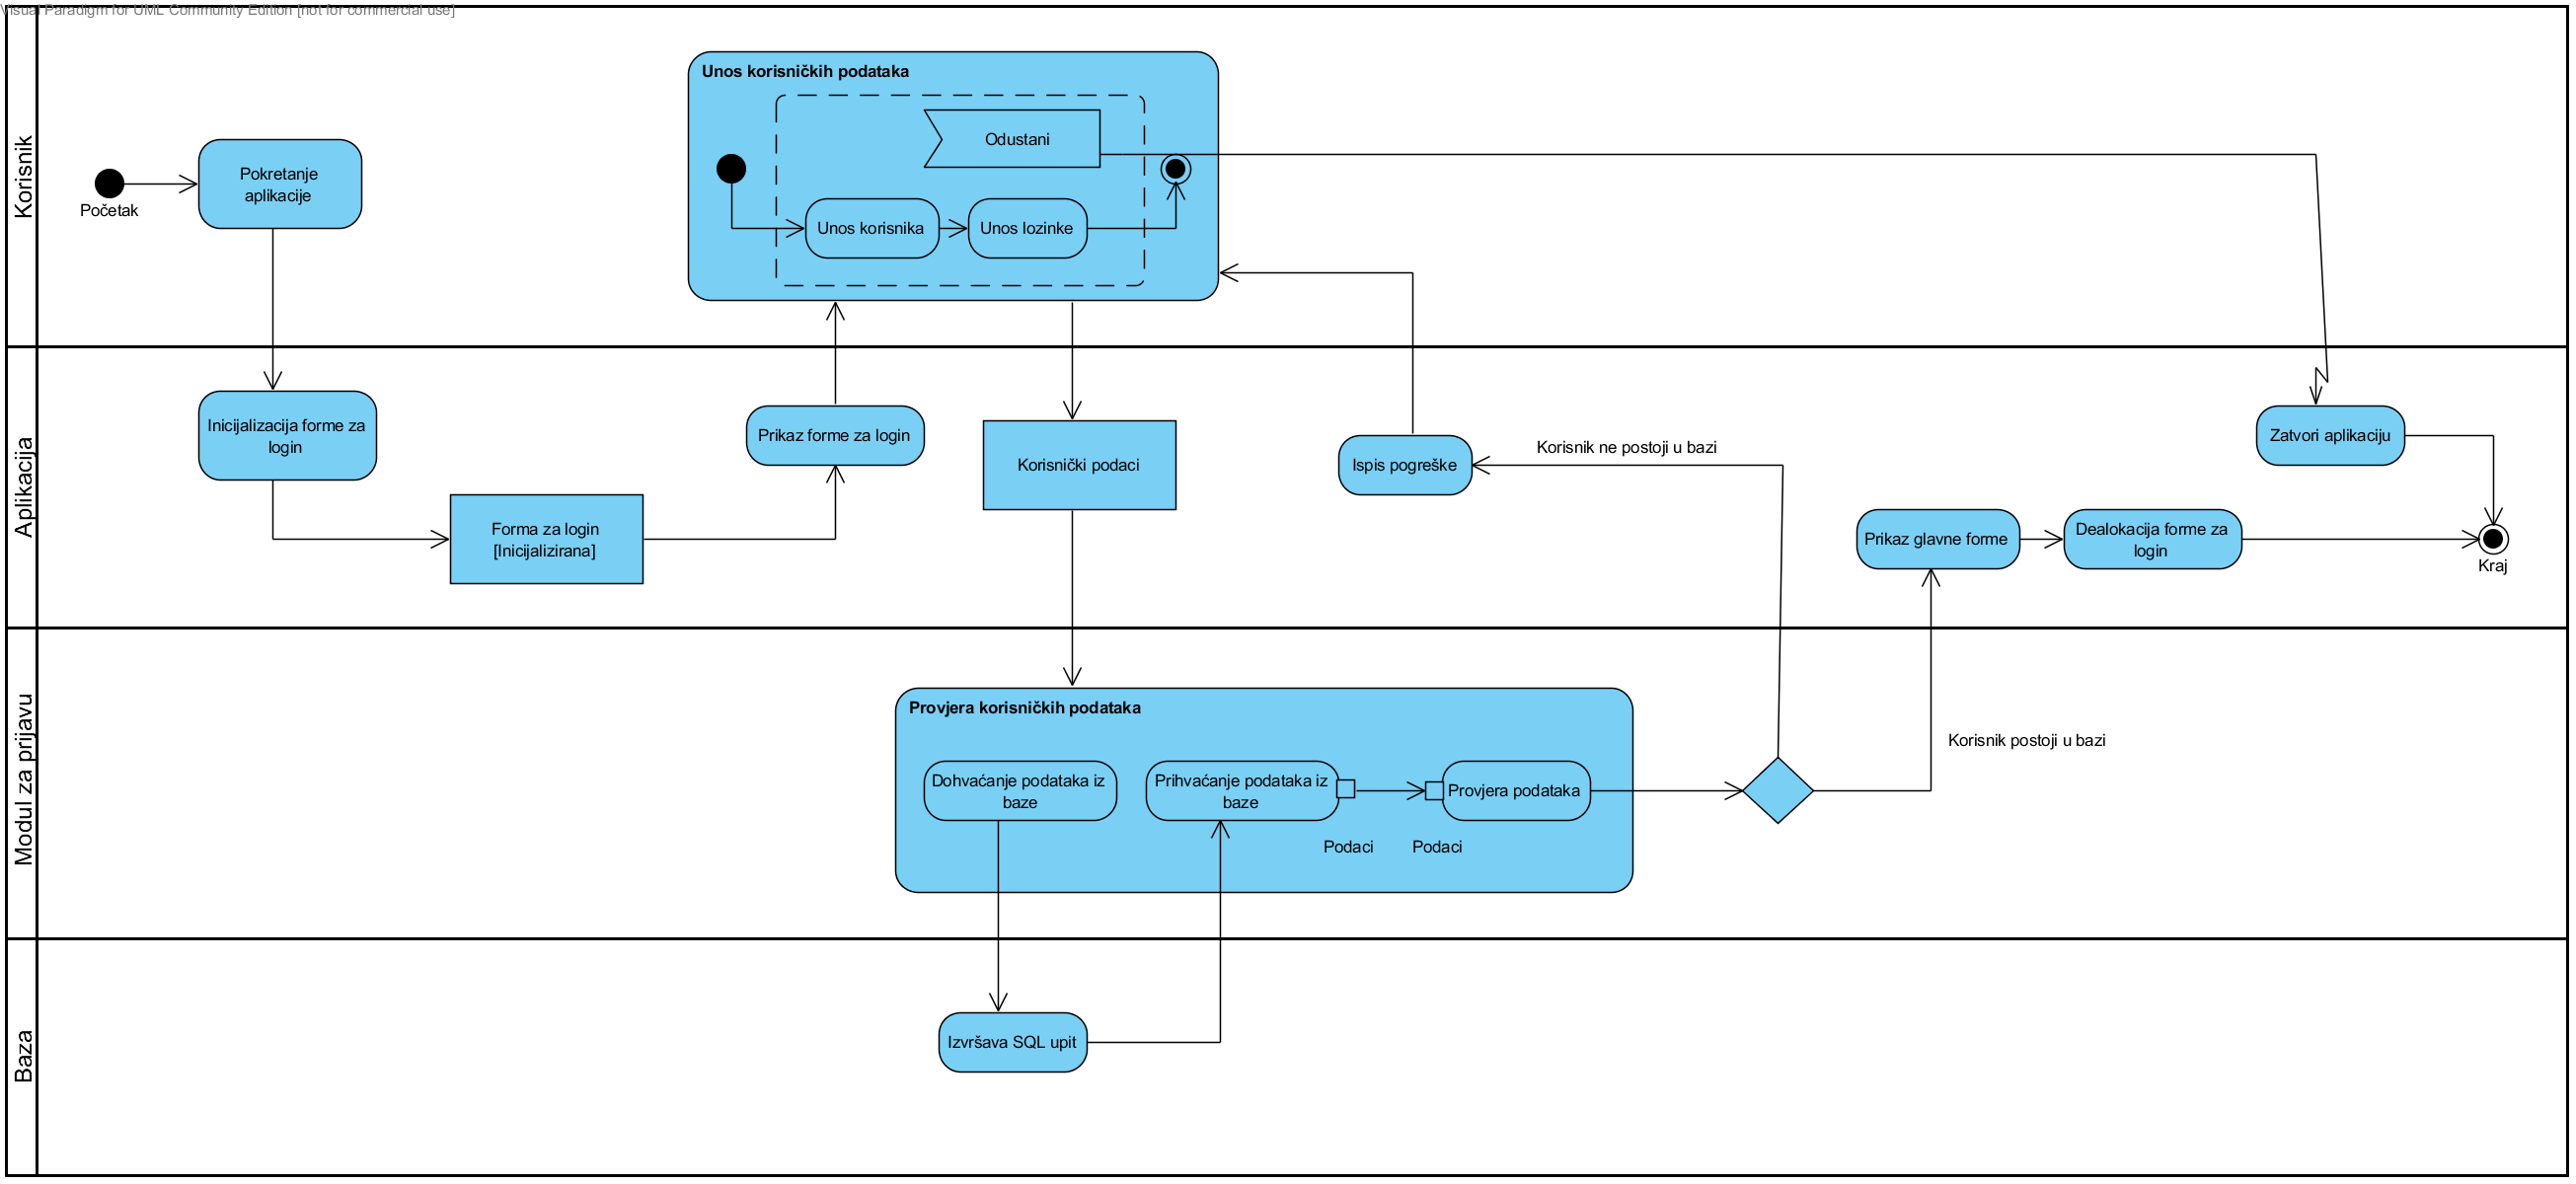 Visual Paradigm for UML Community Edition [not for commercial use]
Korisnik
Početak
Pokretanje
aplikacije
Unos korisničkih podataka
Odustani
Unos korisnika
Unos lozinke
Aplikacija
Inicijalizacija forme za
login
Forma za login
[Inicijalizirana]
Prikaz forme za login
Korisnički podaci
Ispis pogreške
Korisnik ne postoji u bazi
Zatvori aplikaciju
Prikaz glavne forme
Dealokacija forme za
login
Kraj
Modul za prijavu
Provjera korisničkih podataka
Dohvaćanje podataka iz
baze
Prihvaćanje podataka iz
baze
Provjera podataka
Podaci
Podaci
Korisnik postoji u bazi
Baza
Izvršava SQL upit